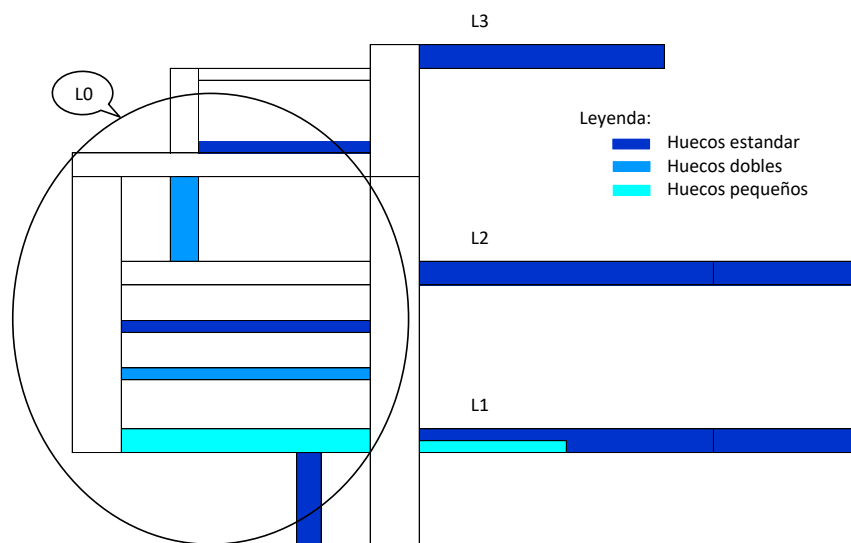 L3
L0
Leyenda:
Huecos estandar
Huecos dobles
Huecos pequeños
L2
L1